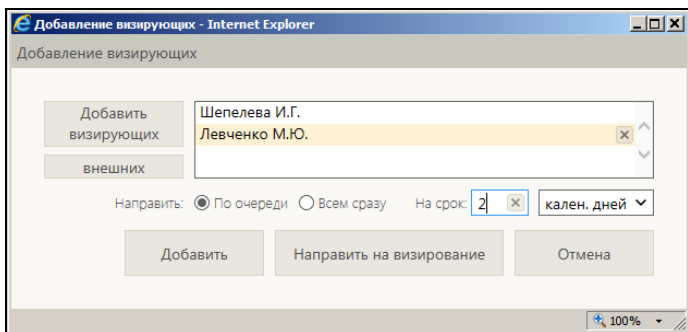 Добавление визирующих - Internet Explorer
Добавление визирующих
Добавить
визирующих
Шепелева И.Г.
Левченко М.Ю.
внешних
Направить: По очереди Всем сразу На срок: 2 кален. дней
Добавить Направить на визирование Отмена
100%